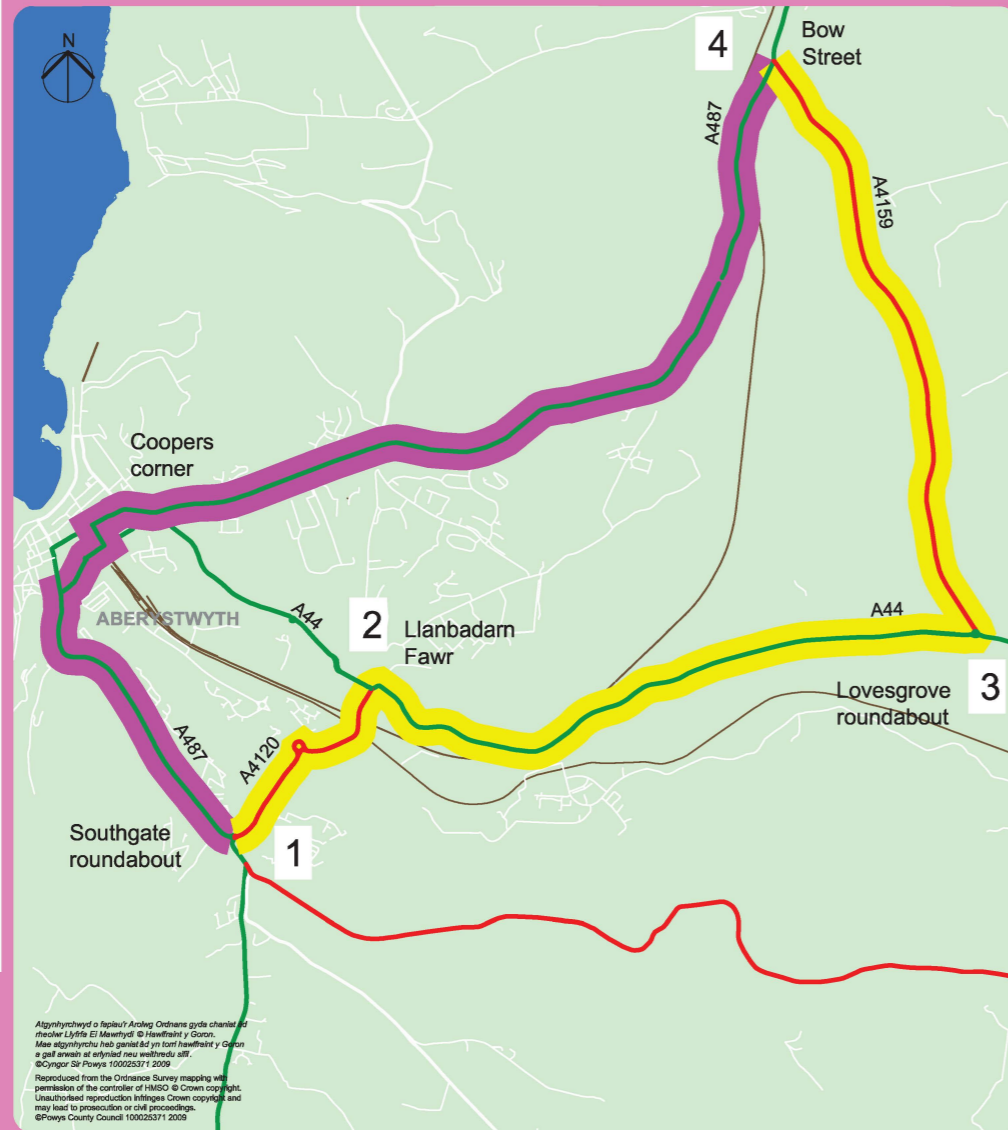 N
4
Bow
Street
A487
A4159
Coopers
corner
ABERYSTWYTH
A44
2
Llanbadarn
Fawr
A44
3
Lovesgrove
roundabout
A487
A4120
Southgate
roundabout
1
Atgynhyrchwyd o fapiau'r Arolwg Ordnans gyda chaniatâd
rheolwr Llyfrfa Ei Mawrhydi © Hawlfraint y Goron.
Mae atgynhyrchu heb ganiatâd yn torri hawlfraint y Goron
a gall arwain at erlyniad neu weithredu sifil.
©Cyngor Sir Powys 100025371 2009
Reproduced from the Ordnance Survey mapping with
permission of the controller of HMSO © Crown copyright.
Unauthorised reproduction infringes Crown copyright and
may lead to prosecution or civil proceedings.
©Powys County Council 100025371 2009